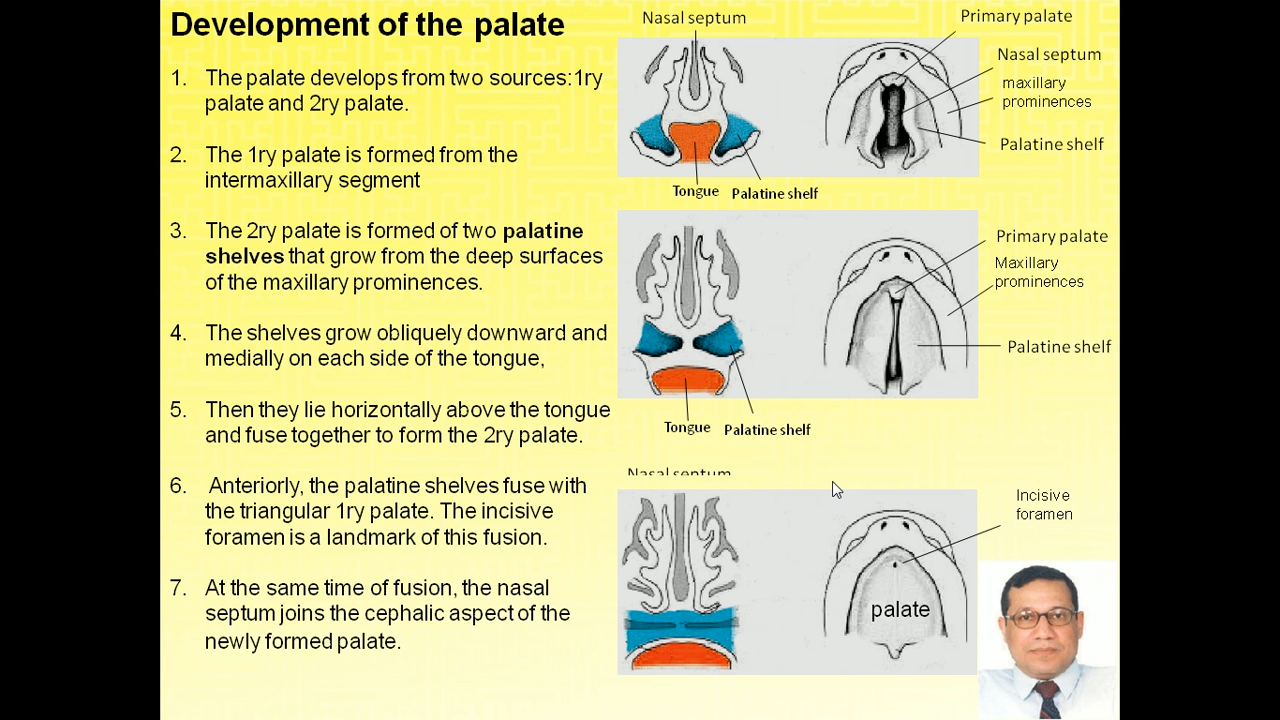 Development of the palate
1. The palate develops from two sources:1ry
palate and 2ry palate.
2. The 1ry palate is formed from the
intermaxillary segment
3. The 2ry palate is formed of two palatine
shelves that grow from the deep surfaces
of the maxillary prominences.
4. The shelves grow obliquely downward and
medially on each side of the tongue,
5. Then they lie horizontally above the tongue
and fuse together to form the 2ry palate.
6. Anteriorly, the palatine shelves fuse with
the triangular 1ry palate. The incisive
foramen is a landmark of this fusion.
7. At the same time of fusion, the nasal
septum joins the cephalic aspect of the
newly formed palate.
Nasal septum
Primary palate
Nasal septum
maxillary
prominences
Palatine shelf
Tongue
Palatine shelf
Primary palate
Maxillary
prominences
Palatine shelf
Tongue
Palatine shelf
Nasal septum
Incisive
foramen
palate